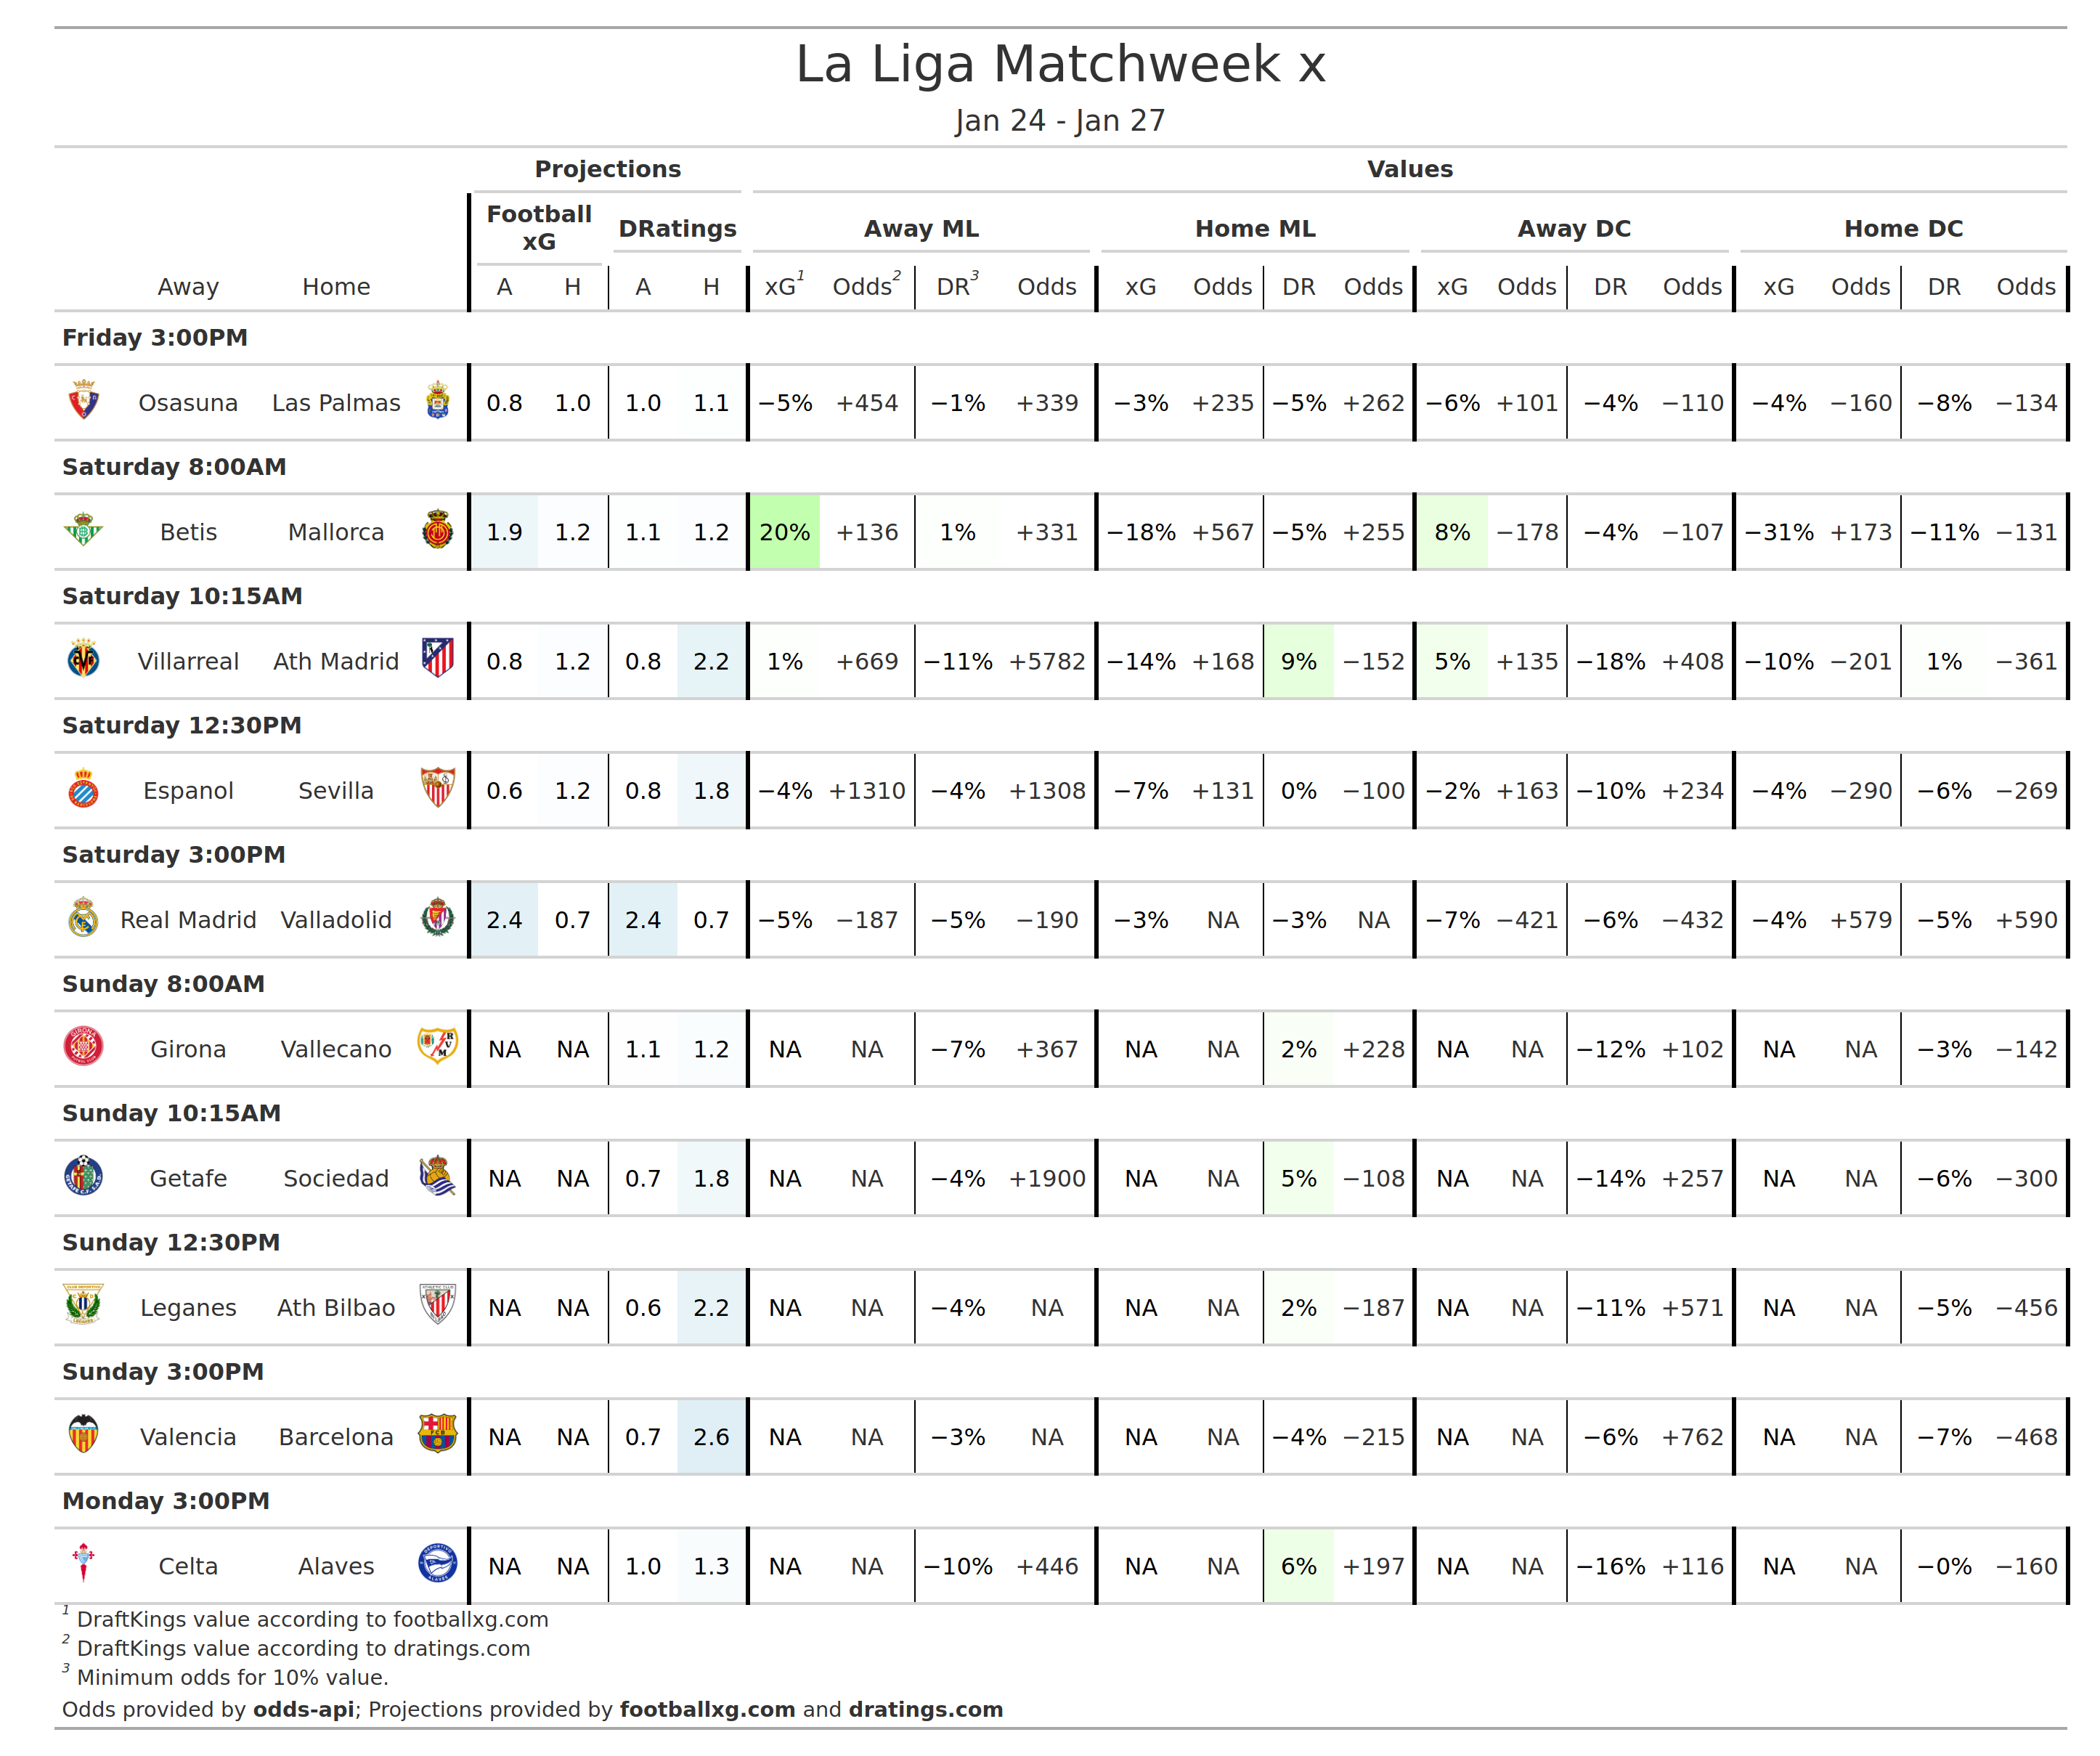 La Liga Matchweek x
Jan 24 - Jan 27
Projections Values
Football xG DRatings Away ML Home ML Away DC Home DC
Away Home A H A H xG1 Odds2 DR3 Odds xG Odds DR Odds xG Odds DR Odds xG Odds DR Odds
Friday 3:00PM
Osasuna Las Palmas 0.8 1.0 1.0 1.1 −5% +454 −1% +339 −3% +235 −5% +262 −6% +101 −4% −110 −4% −160 −8% −134
Saturday 8:00AM
Betis Mallorca 1.9 1.2 1.1 1.2 20% +136 1% +331 −18% +567 −5% +255 8% −178 −4% −107 −31% +173 −11% −131
Saturday 10:15AM
Villarreal Ath Madrid 0.8 1.2 0.8 2.2 1% +669 −11% +5782 −14% +168 9% −152 5% +135 −18% +408 −10% −201 1% −361
Saturday 12:30PM
Espanol Sevilla 0.6 1.2 0.8 1.8 −4% +1310 −4% +1308 −7% +131 0% −100 −2% +163 −10% +234 −4% −290 −6% −269
Saturday 3:00PM
Real Madrid Valladolid 2.4 0.7 2.4 0.7 −5% −187 −5% −190 −3% NA −3% NA −7% −421 −6% −432 −4% +579 −5% +590
Sunday 8:00AM
Girona Vallecano NA NA 1.1 1.2 NA NA −7% +367 NA NA 2% +228 NA NA −12% +102 NA NA −3% −142
Sunday 10:15AM
Getafe Sociedad NA NA 0.7 1.8 NA NA −4% +1900 NA NA 5% −108 NA NA −14% +257 NA NA −6% −300
Sunday 12:30PM
Leganes Ath Bilbao NA NA 0.6 2.2 NA NA −4% NA NA NA 2% −187 NA NA −11% +571 NA NA −5% −456
Sunday 3:00PM
Valencia Barcelona NA NA 0.7 2.6 NA NA −3% NA NA NA −4% −215 NA NA −6% +762 NA NA −7% −468
Monday 3:00PM
Celta Alaves NA NA 1.0 1.3 NA NA −10% +446 NA NA 6% +197 NA NA −16% +116 NA NA −0% −160
1 DraftKings value according to footballxg.com
2 DraftKings value according to dratings.com
3 Minimum odds for 10% value.
Odds provided by odds-api; Projections provided by footballxg.com and dratings.com